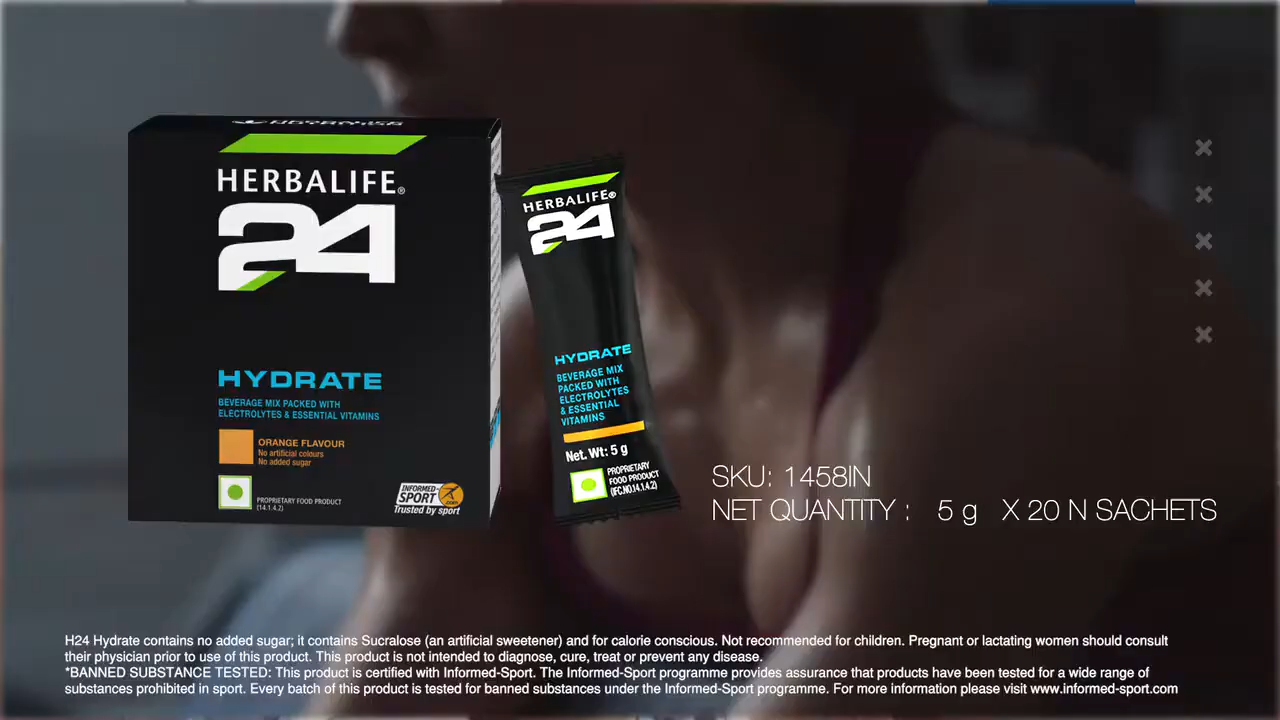 HERBALIFE®
24
HYDRATE
BEVERAGE MIX PACKED WITH
ELECTROLYTES & ESSENTIAL VITAMINS
ORANGE FLAVOUR
No artificial colours
No added sugar
PROPRIETARY FOOD PRODUCT
(14.1.4.2)
INFORMED-
SPORT
.com
Trusted by sport
HERBALIFE®
24
HYDRATE
BEVERAGE MIX
PACKED WITH
ELECTROLYTES
& ESSENTIAL
VITAMINS
Net. Wt: 5 g
PROPRIETARY
FOOD PRODUCT
(IFC.NO.14.1.4.2)
SKU: 1458IN
NET QUANTITY : 5 g X 20 N SACHETS
H24 Hydrate contains no added sugar; it contains Sucralose (an artificial sweetener) and for calorie conscious. Not recommended for children. Pregnant or lactating women should consult
their physician prior to use of this product. This product is not intended to diagnose, cure, treat or prevent any disease.
*BANNED SUBSTANCE TESTED: This product is certified with Informed-Sport. The Informed-Sport programme provides assurance that products have been tested for a wide range of
substances prohibited in sport. Every batch of this product is tested for banned substances under the Informed-Sport programme. For more information please visit www.informed-sport.com